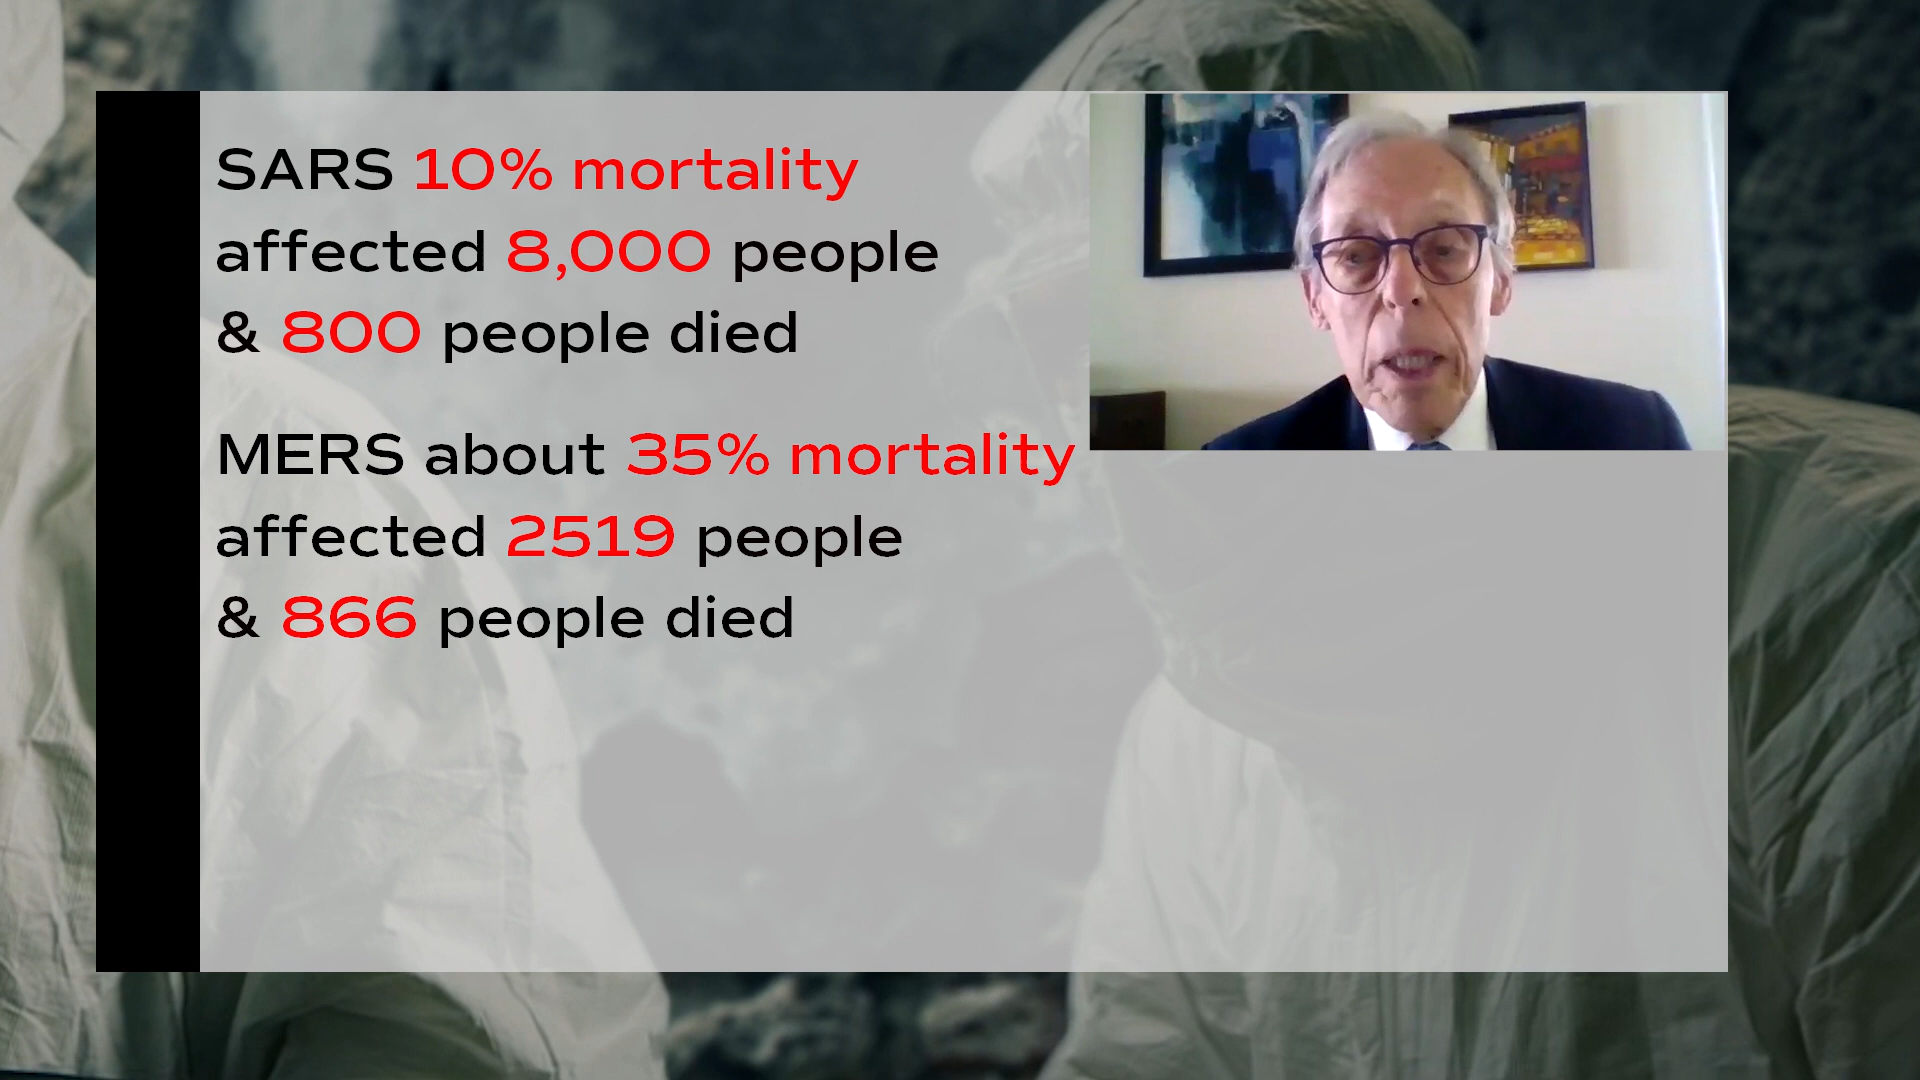 SARS 10% mortality
affected 8,000 people
& 800 people died
MERS about 35% mortality
affected 2519 people
& 866 people died